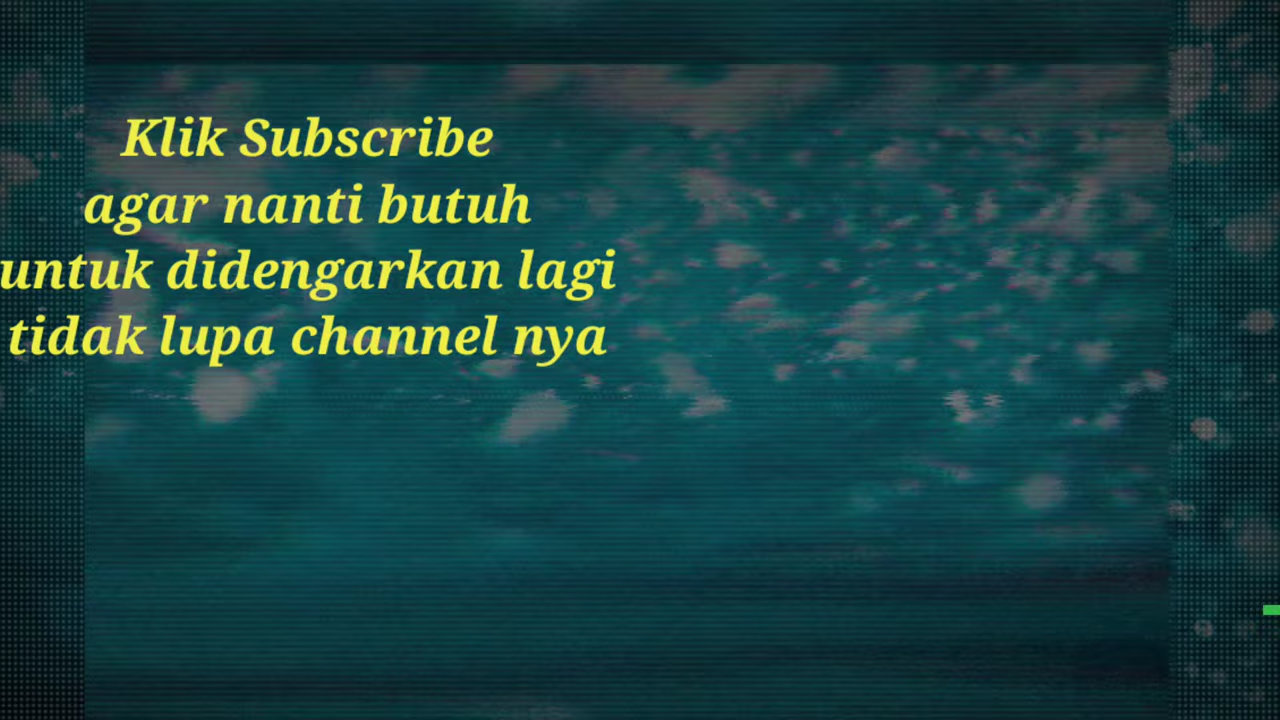 Klik Subscribe
agar nanti butuh
untuk didengarkan lagi
tidak lupa channel nya